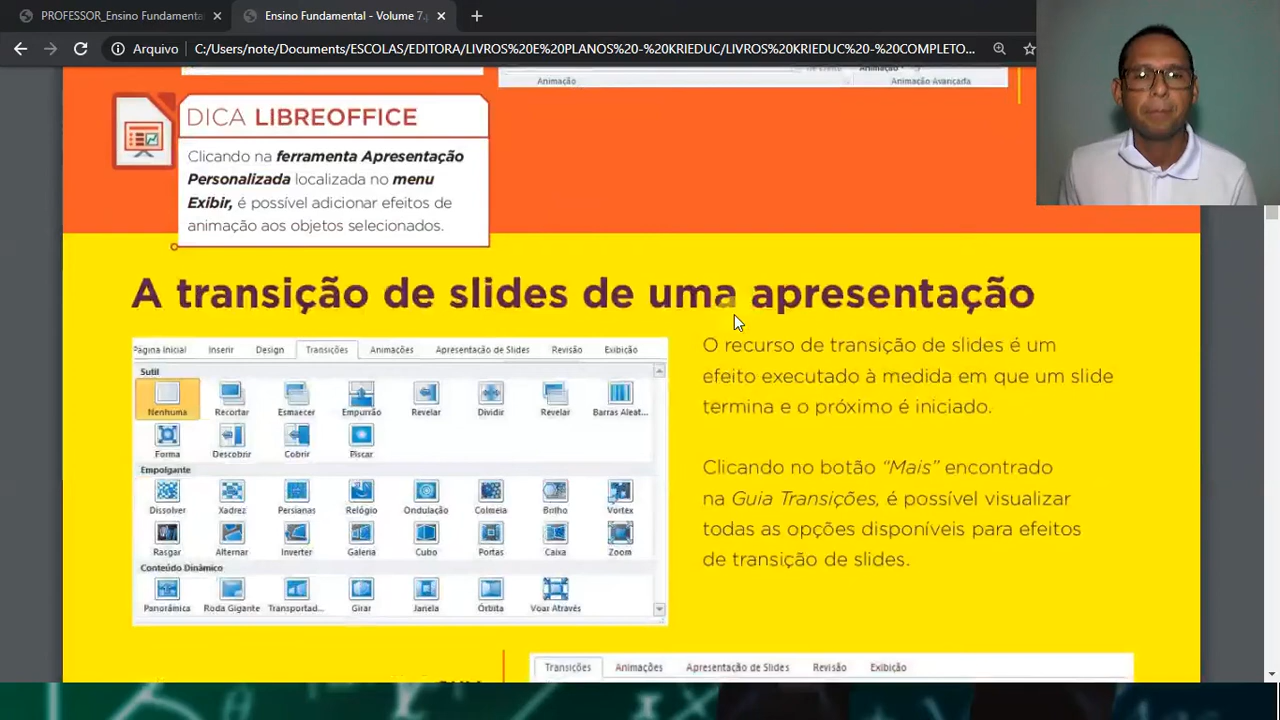 PROFESSOR_Ensino Fundamenta
Ensino Fundamental - Volume 7.
Arquivo
C:/Users/note/Documents/ESCOLAS/EDITORA/LIVROS%20E%20PLANOS%20-%20KRIEDUC/LIVROS%20KRIEDUC%20-%20COMPLETO...
Animação
Animação Avançada
DICA LIBREOFFICE
Clicando na ferramenta Apresentação
Personalizada localizada no menu
Exibir, é possível adicionar efeitos de
animação aos objetos selecionados.
A transição de slides de uma apresentação
Página Inicial Inserir Design Transições Animações Apresentação de Slides Revisão Exibição
Sutil
Nenhuma Recortar Esmaecer Empurrão Revelar Dividir Revelar Barras Aleat...
Forma Descobrir Cobrir Piscar
Empolgante
Dissolver Xadrez Persianas Relógio Ondulação Colmeia Brilho Vortex
Rasgar Alternar Inverter Galeria Cubo Portas Caixa Zoom
Conteúdo Dinâmico
Panorâmica Roda Gigante Transportad... Girar Janela Órbita Voar Através
O recurso de transição de slides é um
efeito executado à medida em que um slide
termina e o próximo é iniciado.
Clicando no botão “Mais” encontrado
na Guia Transições, é possível visualizar
todas as opções disponíveis para efeitos
de transição de slides.
Transições Animações Apresentação de Slides Revisão Exibição